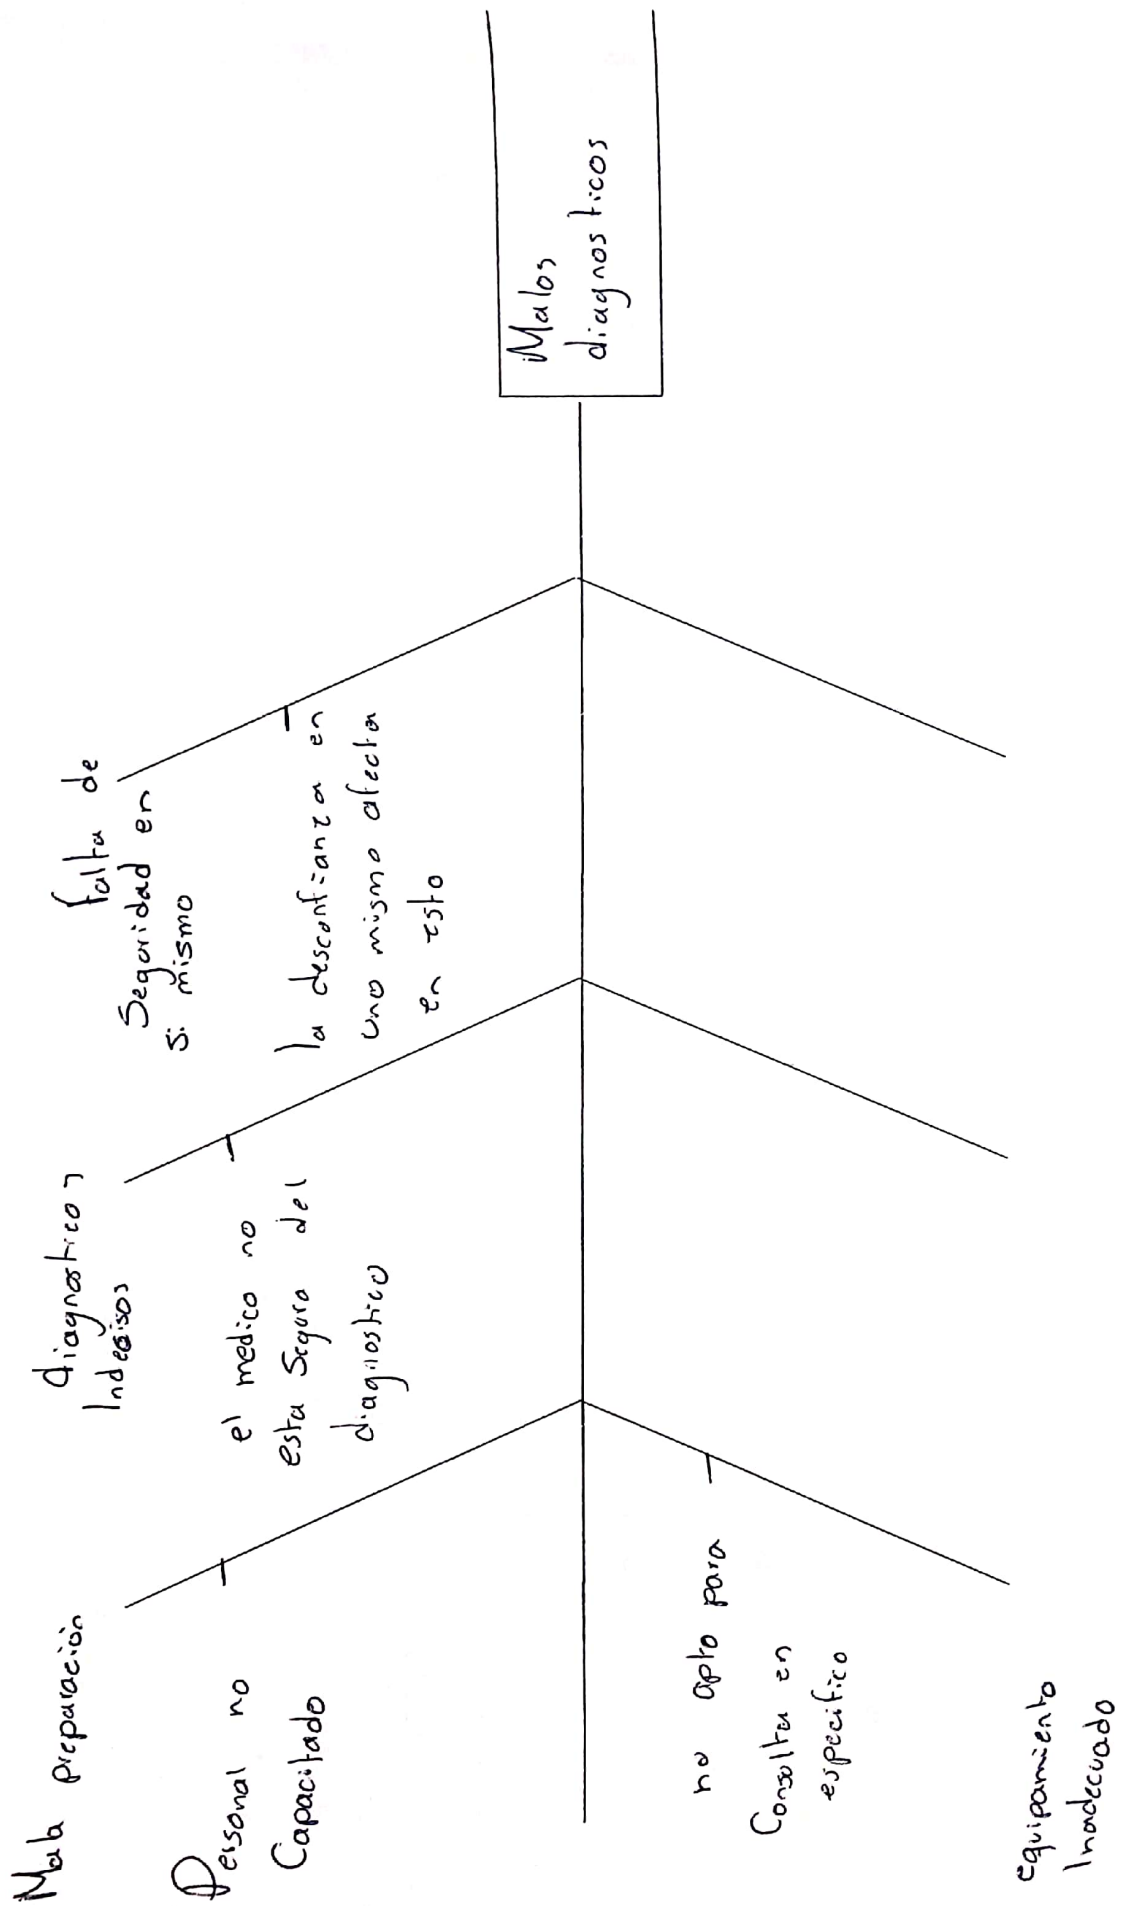 Mala preparación
Personal no
Capacitado
diagnosticos
Indecisos
el medico no
esta Seguro del
diagnostico
falta de
Seguridad en
si mismo
la desconfianza en
uno mismo afecta
en esto
Malos
diagnosticos
no apto para
Consulta en
especifico
equipamiento
Inadecuado